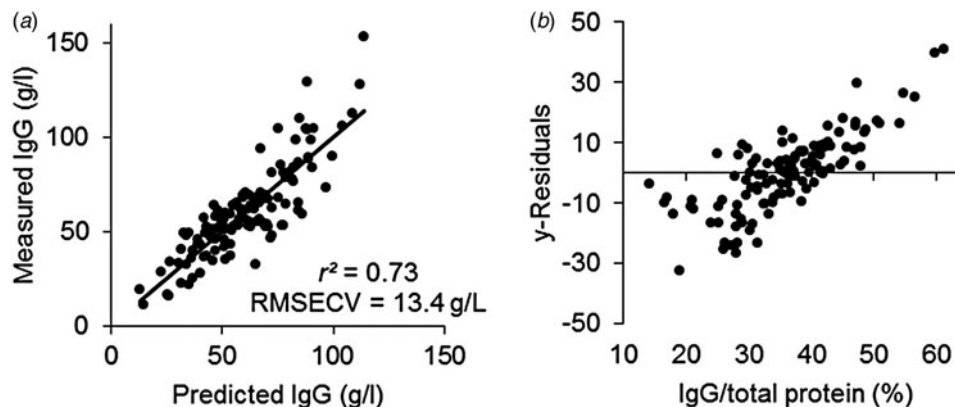 (a)
150
100
50
0
Measured IgG (g/l)
r² = 0.73
RMSECV = 13.4 g/L
0 50 100 150
Predicted IgG (g/l)
(b)
50
30
10
-10
-30
-50
y-Residuals
10 20 30 40 50 60
IgG/total protein (%)